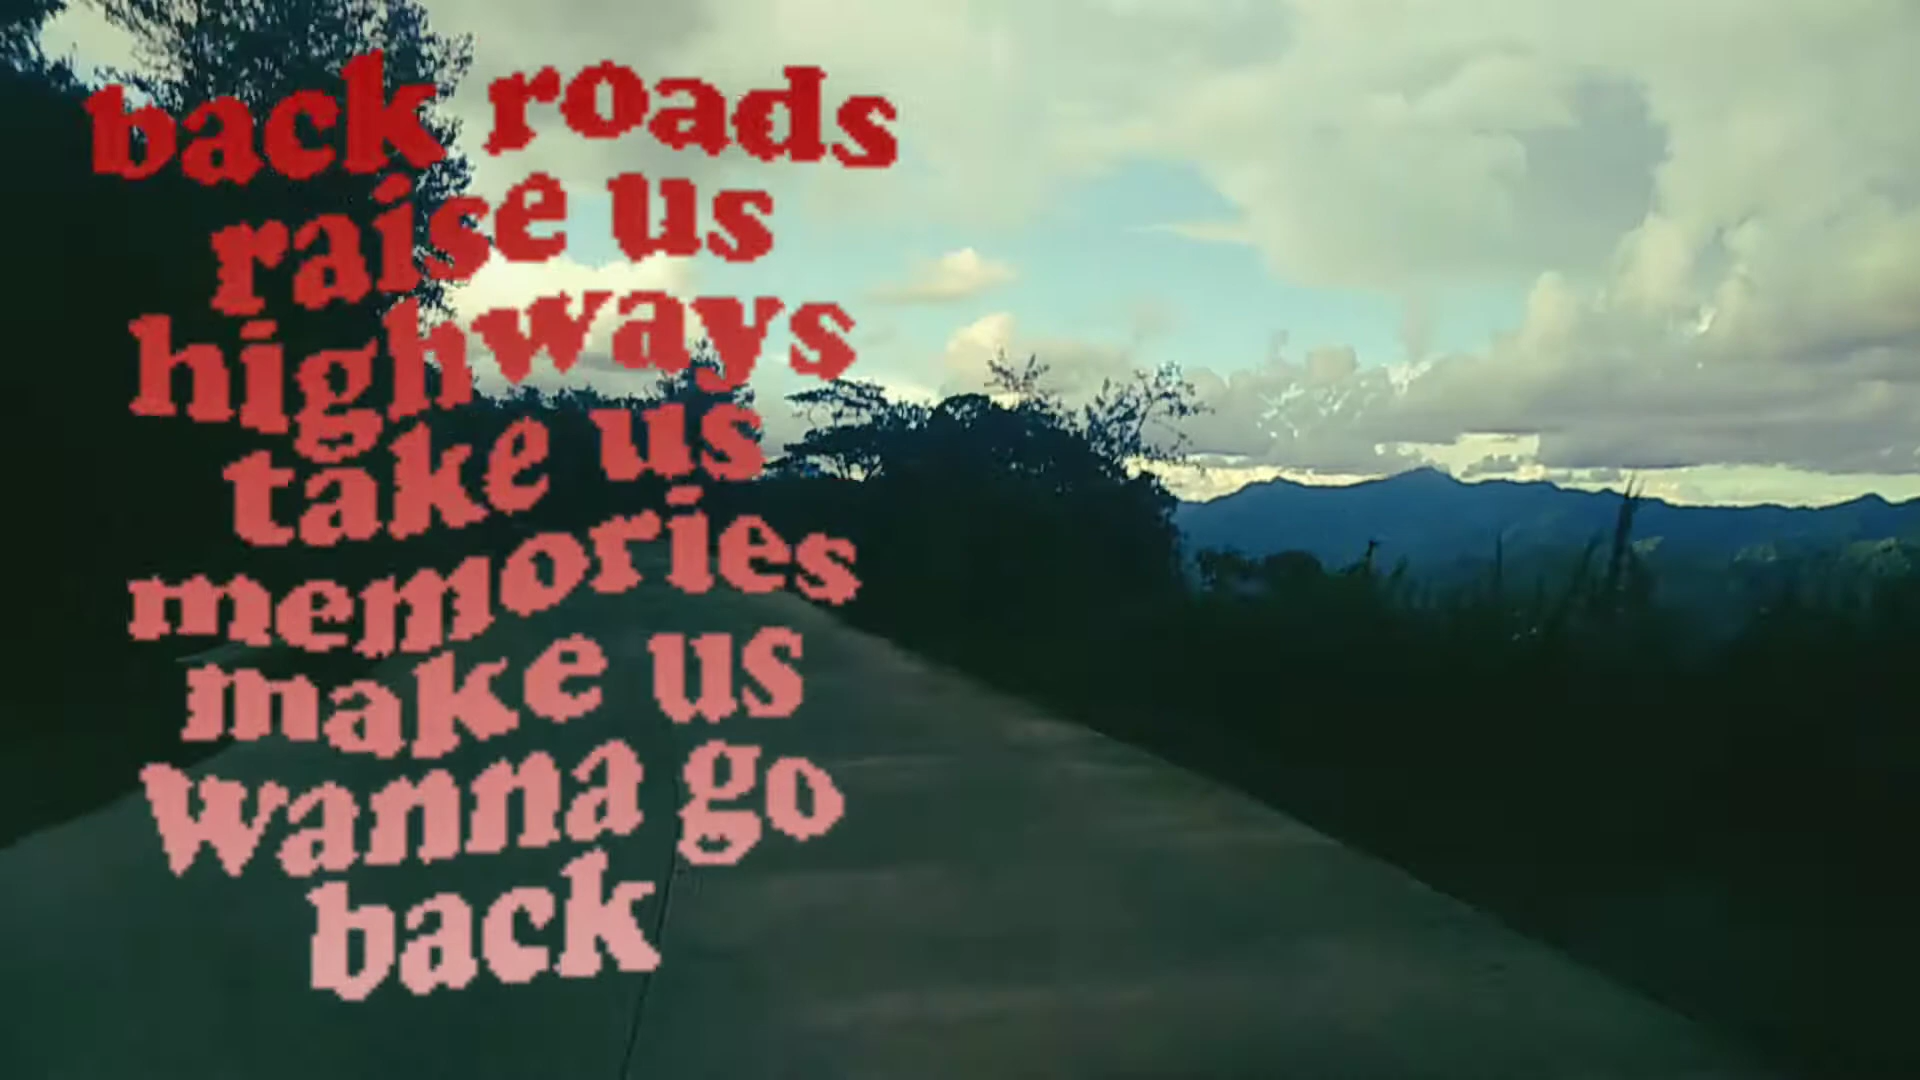 back roads
raise us
highways
take us
memories
make us
wanna go
back